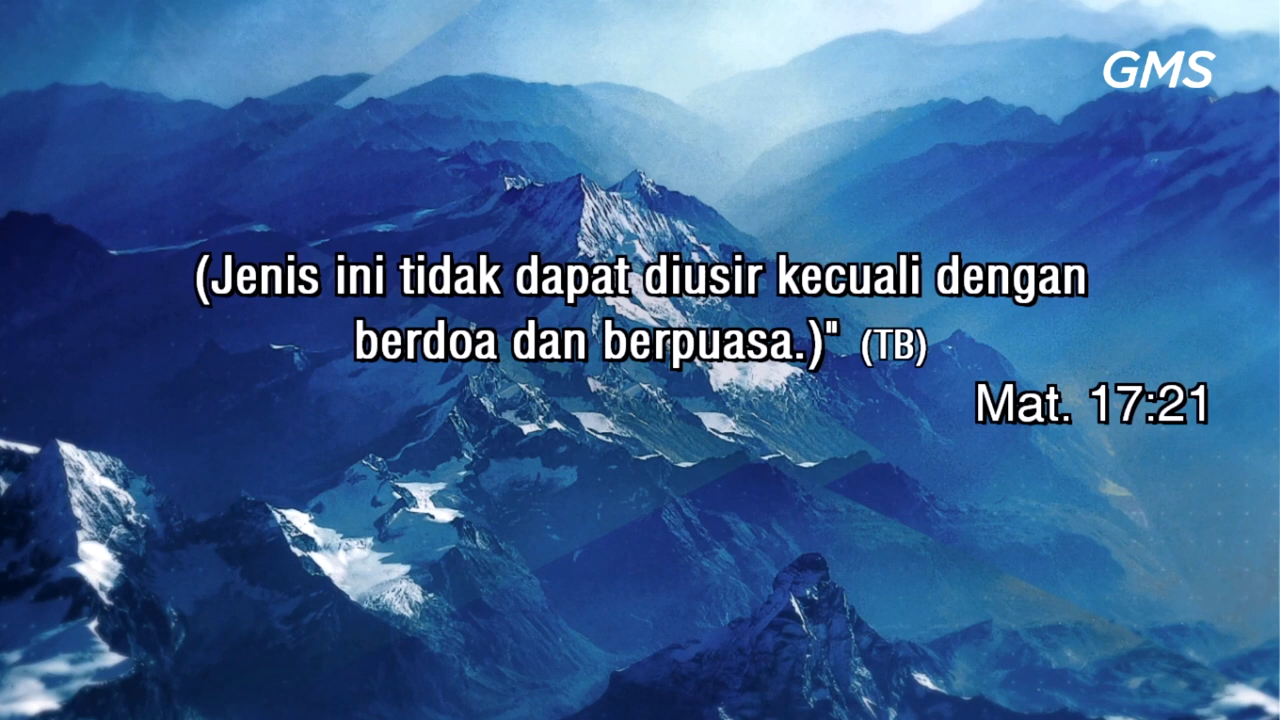 GMS
(Jenis ini tidak dapat diusir kecuali dengan
berdoa dan berpuasa.)" (TB)
Mat. 17:21